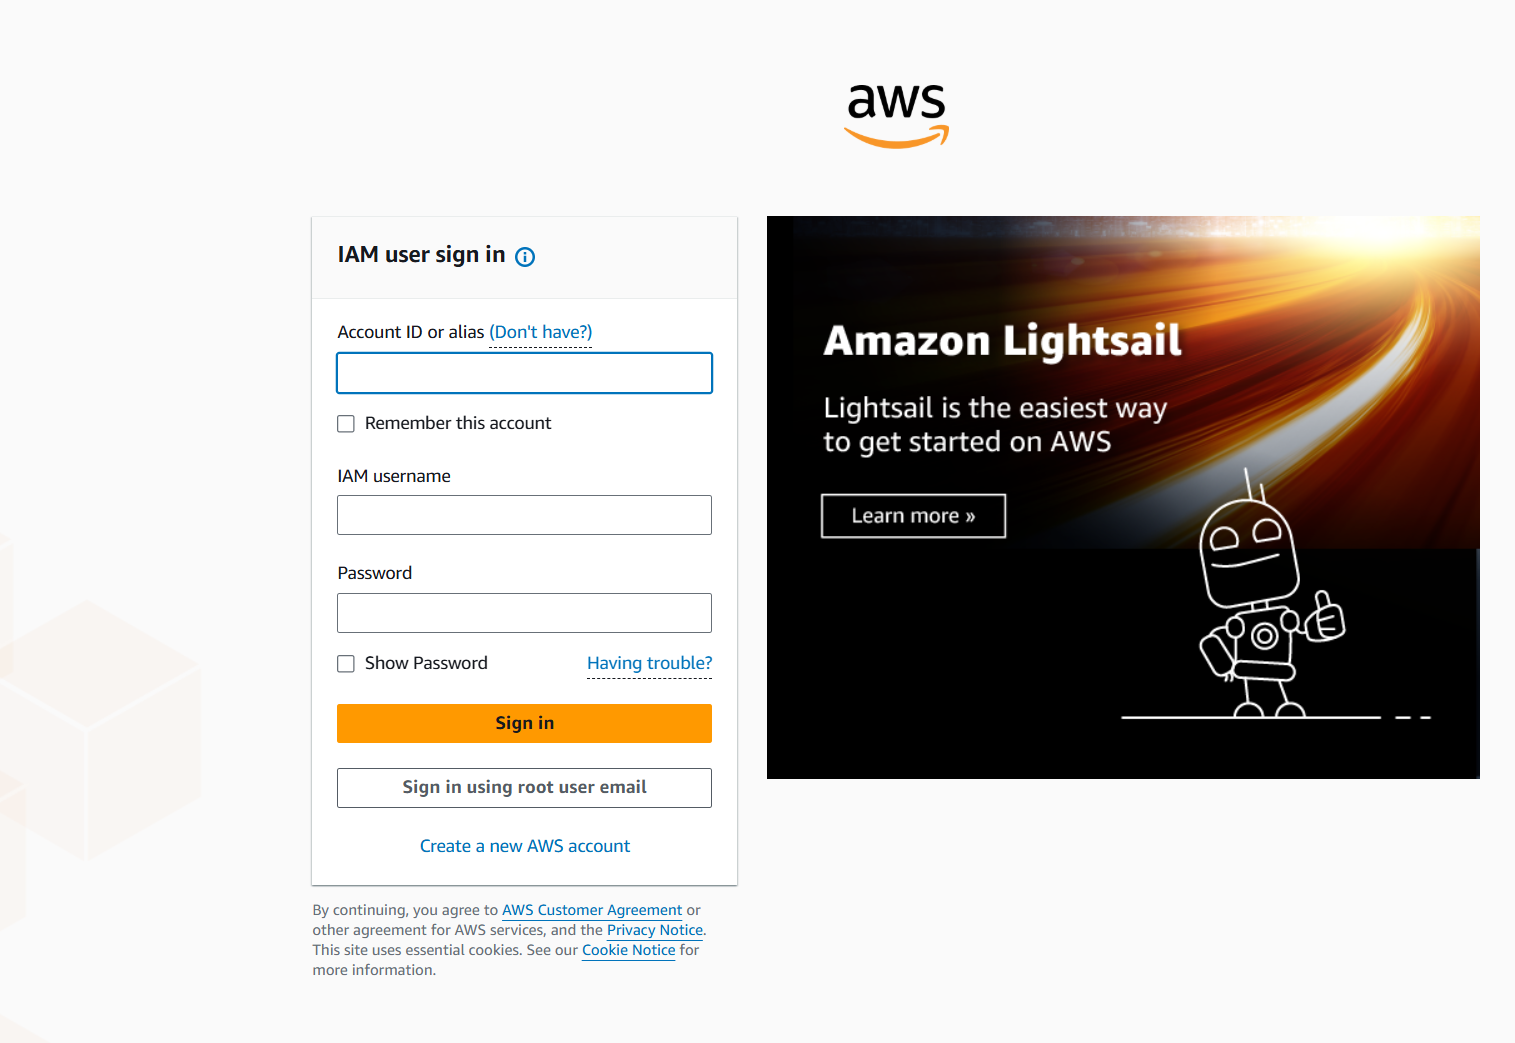 aws
IAM user sign in
Account ID or alias (Don't have?)
Remember this account
IAM username
Password
Show Password
Having trouble?
Sign in
Sign in using root user email
Create a new AWS account
By continuing, you agree to AWS Customer Agreement or
other agreement for AWS services, and the Privacy Notice.
This site uses essential cookies. See our Cookie Notice for
more information.
Amazon Lightsail
Lightsail is the easiest way
to get started on AWS
Learn more »